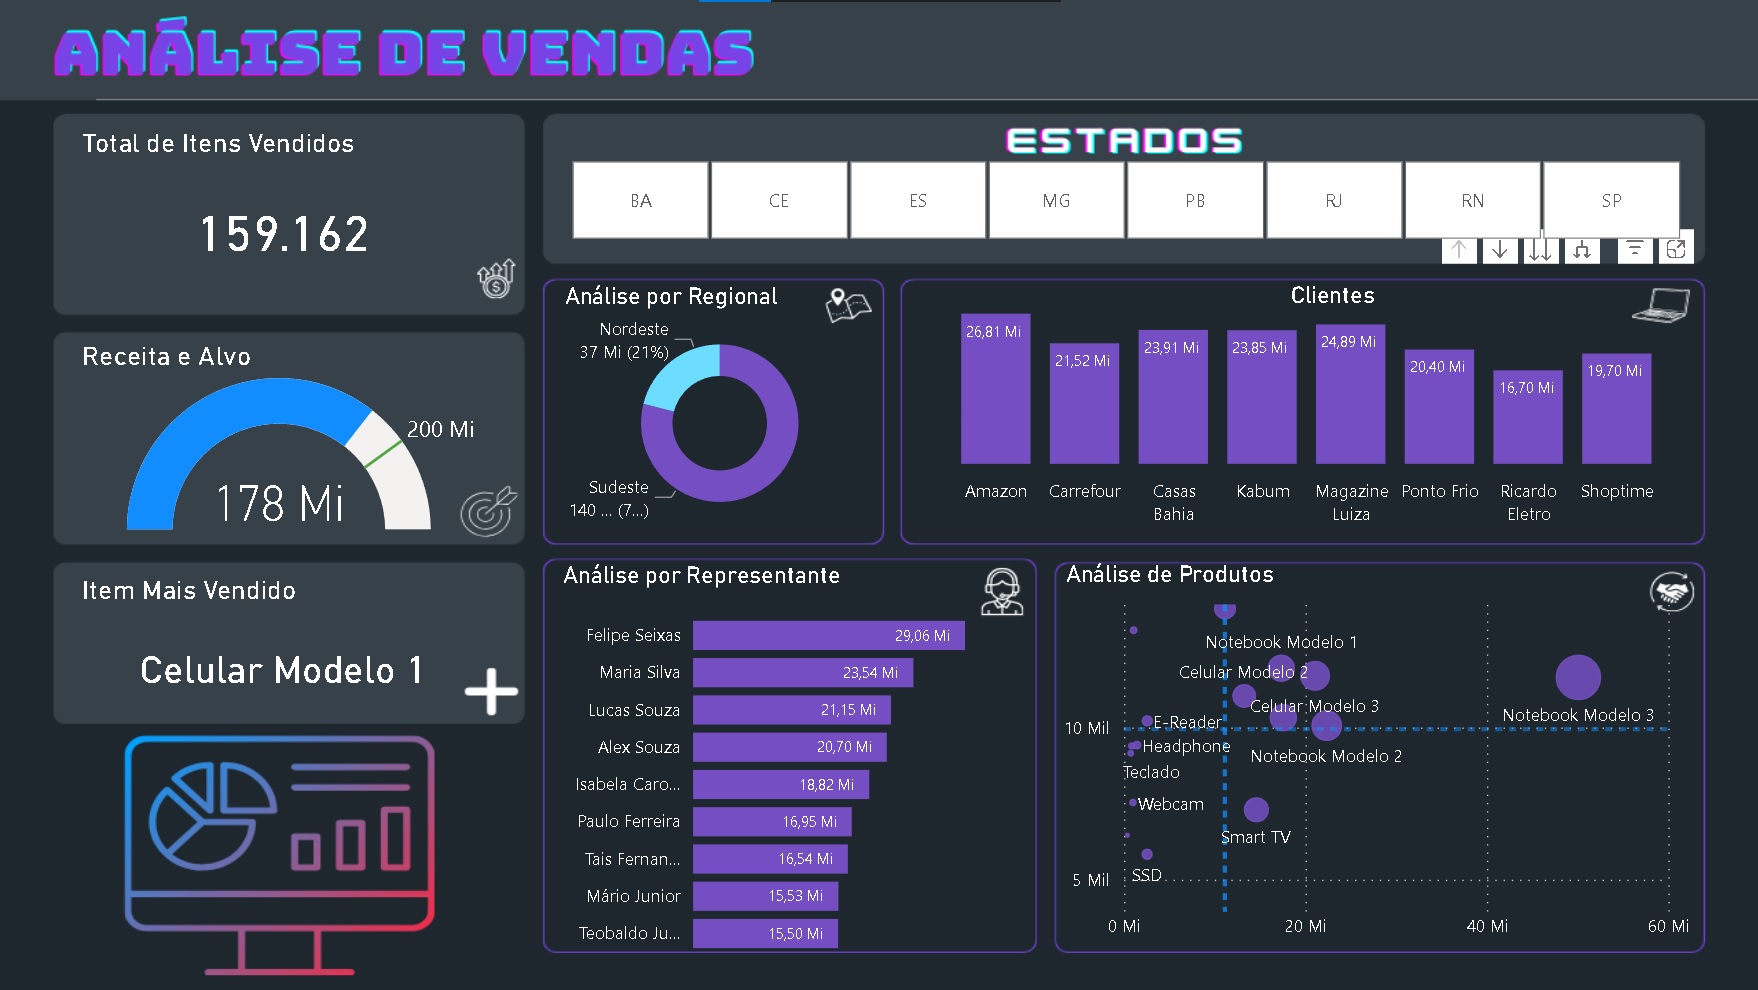 ANÁLISE DE VENDAS
Total de Itens Vendidos
159.162
Receita e Alvo
200 Mi
178 Mi
Item Mais Vendido
Celular Modelo 1
ESTADOS
BA
CE
ES
MG
PB
RJ
RN
SP
Análise por Regional
Nordeste
37 Mi (21%)
Sudeste
140 ... (7...)
Clientes
26,81 Mi
21,52 Mi
23,91 Mi
23,85 Mi
24,89 Mi
20,40 Mi
16,70 Mi
19,70 Mi
Amazon
Carrefour
Casas
Bahia
Kabum
Magazine
Luiza
Ponto Frio
Ricardo
Eletro
Shoptime
Análise por Representante
Felipe Seixas 29,06 Mi
Maria Silva 23,54 Mi
Lucas Souza 21,15 Mi
Alex Souza 20,70 Mi
Isabela Caro... 18,82 Mi
Paulo Ferreira 16,95 Mi
Tais Fernan... 16,54 Mi
Mário Junior 15,53 Mi
Teobaldo Ju... 15,50 Mi
Análise de Produtos
Notebook Modelo 1
Celular Modelo 2
Celular Modelo 3
Notebook Modelo 3
E-Reader
10 Mil
Headphone
Notebook Modelo 2
Teclado
Webcam
Smart TV
SSD
5 Mil
0 Mi
20 Mi
40 Mi
60 Mi